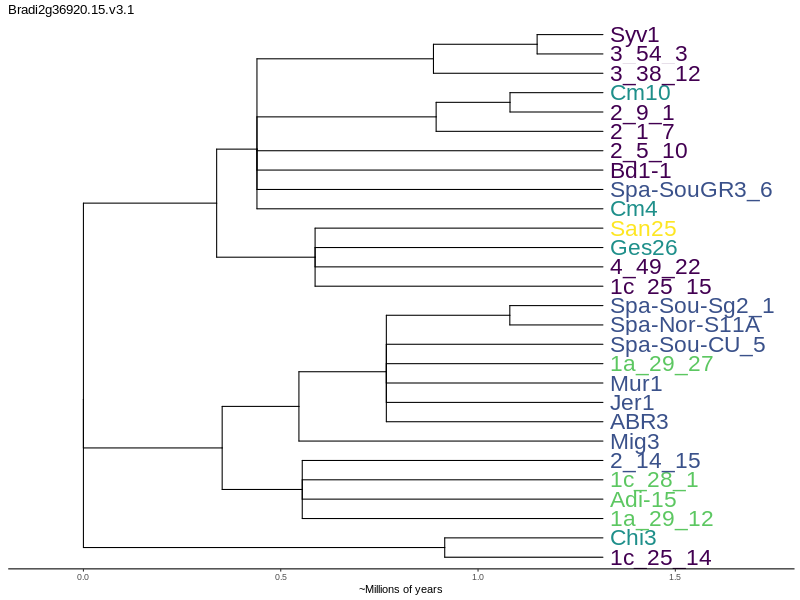 Bradi2g36920.15.v3.1
Syv1
3_54_3
3_38_12
Cm10
2_9_1
2_1_7
2_5_10
Bd1-1
Spa-SouGR3_6
Cm4
San25
Ges26
4_49_22
1c_25_15
Spa-Sou-Sg2_1
Spa-Nor-S11A
Spa-Sou-CU_5
1a_29_27
Mur1
Jer1
ABR3
Mig3
2_14_15
1c_28_1
Adi-15
1a_29_12
Chi3
1c_25_14
0.0 0.5 1.0 1.5
~Millions of years